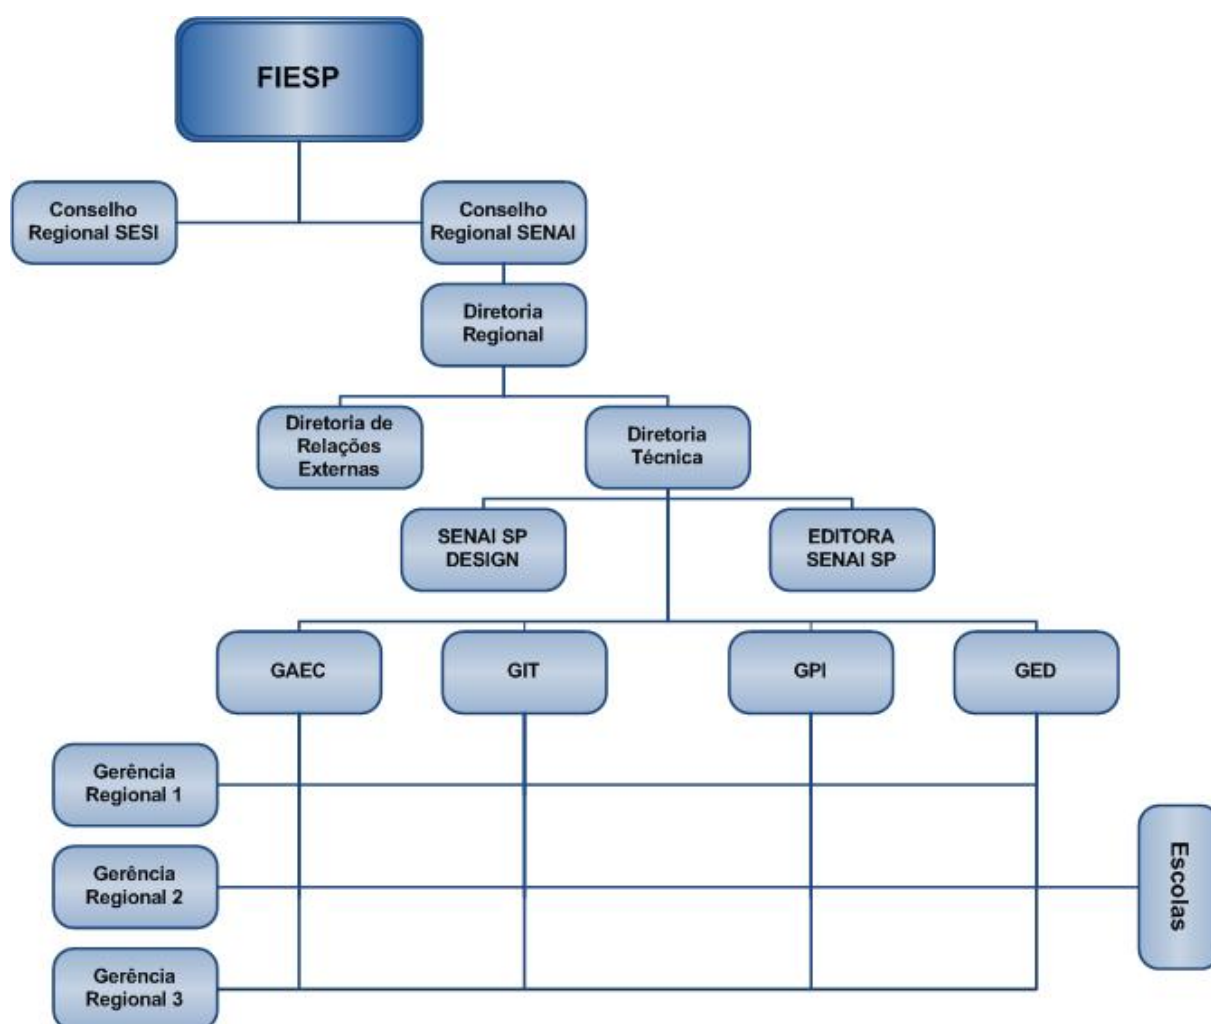 FIESP
Conselho
Regional SESI
Conselho
Regional SENAI
Diretoria
Regional
Diretoria de
Relações
Externas
Diretoria
Técnica
SENAI SP
DESIGN
EDITORA
SENAI SP
GAEC
GIT
GPI
GED
Gerência
Regional 1
Gerência
Regional 2
Gerência
Regional 3
Escolas